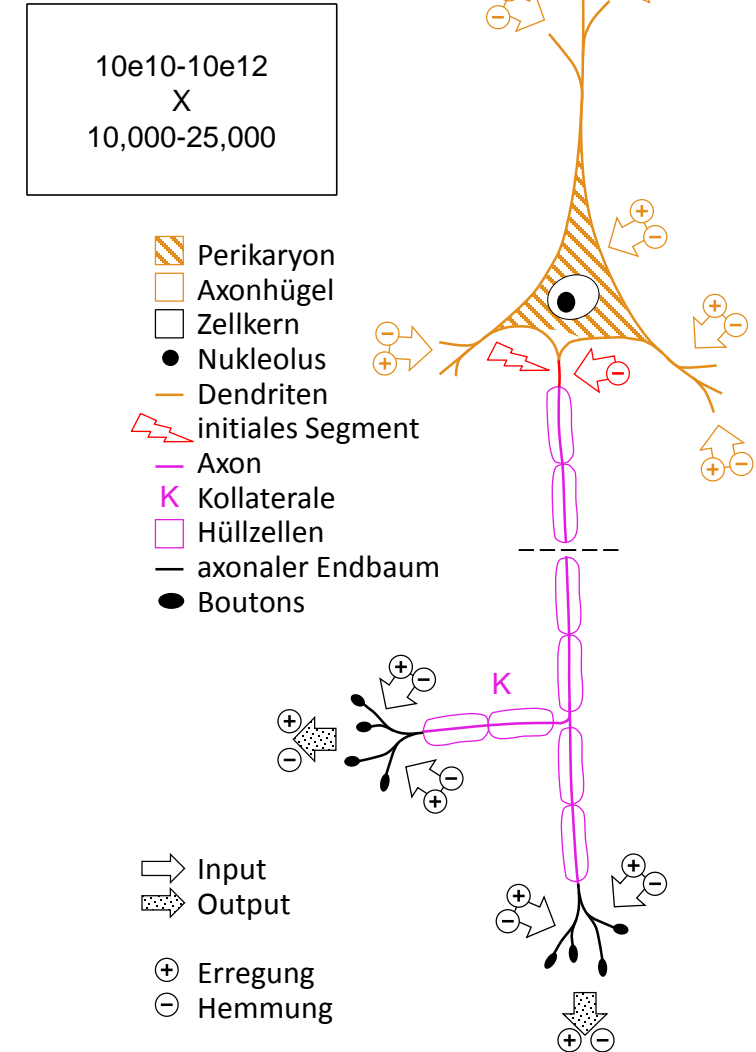 10e10-10e12
X
10,000-25,000
Perikaryon
Axonhügel
Zellkern
Nukleolus
Dendriten
initiales Segment
Axon
K Kollaterale
Hüllzellen
axonaler Endbaum
Boutons
K
Input
Output
+ Erregung
− Hemmung